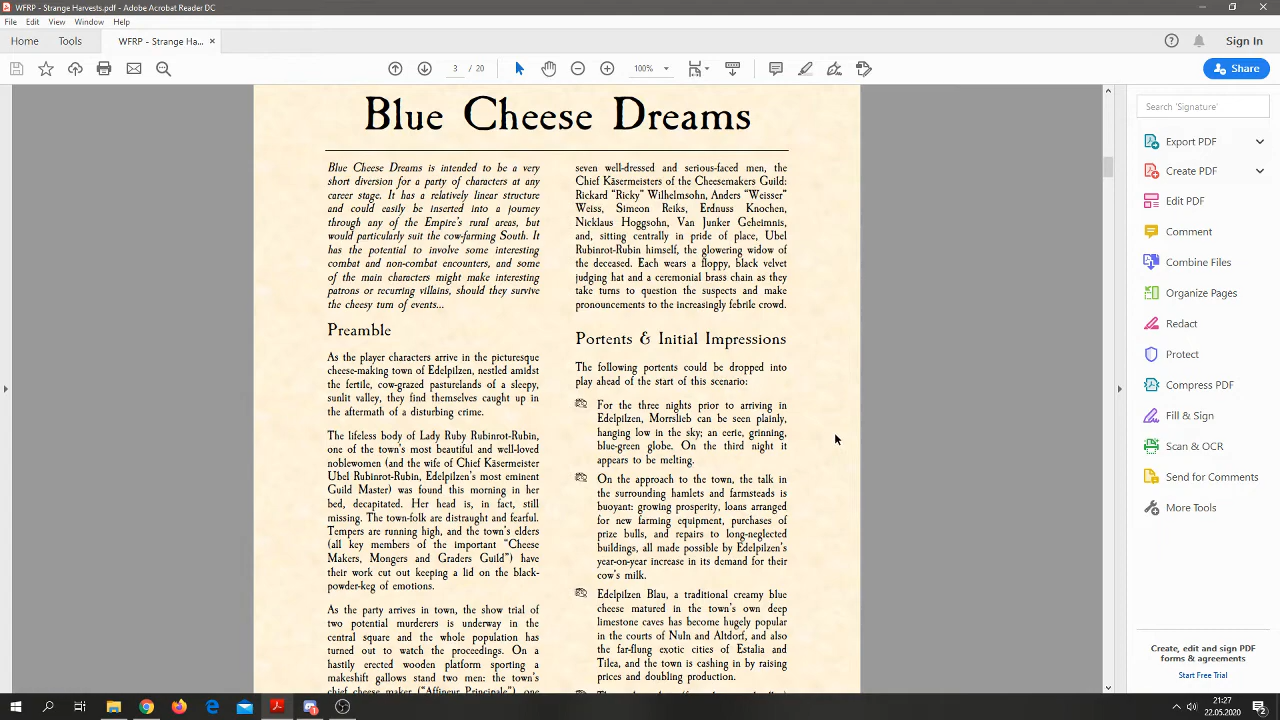 WFRP - Strange Harvests.pdf - Adobe Acrobat Reader DC
File Edit View Window Help
Home Tools WFRP - Strange Ha... × Sign In
3 / 20 100% Share
Blue Cheese Dreams
Blue Cheese Dreams is intended to be a very
short diversion for a party of characters at any
career stage. It has a relatively linear structure
and could easily be inserted into a journey
through any of the Empire's rural areas, but
would particularly suit the cow-farming South. It
has the potential to involve some interesting
combat and non-combat encounters, and some
of the main characters might make interesting
patrons or recurring villains, should they survive
the cheesy turn of events...
Preamble
As the player characters arrive in the picturesque
cheese-making town of Edelpilzen, nestled amidst
the fertile, cow-grazed pasturelands of a sleepy,
sunlit valley, they find themselves caught up in
the aftermath of a disturbing crime.
The lifeless body of Lady Ruby Rubinrot-Rubin,
one of the town's most beautiful and well-loved
noblewomen (and the wife of Chief Käsermeister
Ubel Rubinrot-Rubin, Edelpilzen's most eminent
Guild Master) was found this morning in her
bed, decapitated. Her head is, in fact, still
missing. The town-folk are distraught and fearful.
Tempers are running high, and the town's elders
(all key members of the important "Cheese
Makers, Mongers and Graders Guild") have
their work cut out keeping a lid on the black-
powder-keg of emotions.
As the party arrives in town, the show trial of
two potential murderers is underway in the
central square and the whole population has
turned out to watch the proceedings. On a
hastily erected wooden platform sporting a
makeshift gallows stand two men: the town's
chief cheese maker ("Affineur Principale") one
seven well-dressed and serious-faced men, the
Chief Käsermeisters of the Cheesemakers Guild:
Rickard "Ricky" Wilhelmsohn, Anders "Weisser"
Weiss, Simeon Reiks, Erdnuss Knochen,
Nicklaus Hoggsohn, Van Junker Geheimnis,
and, sitting centrally in pride of place, Ubel
Rubinrot-Rubin himself, the glowering widow of
the deceased. Each wears a floppy, black velvet
judging hat and a ceremonial brass chain as they
take turns to question the suspects and make
pronouncements to the increasingly febrile crowd.
Portents & Initial Impressions
The following portents could be dropped into
play ahead of the start of this scenario:
For the three nights prior to arriving in
Edelpilzen, Morrslieb can be seen plainly,
hanging low in the sky; an eerie, grinning,
blue-green globe. On the third night it
appears to be melting.
On the approach to the town, the talk in
the surrounding hamlets and farmsteads is
buoyant: growing prosperity, loans arranged
for new farming equipment, purchases of
prize bulls, and repairs to long-neglected
buildings, all made possible by Edelpilzen's
year-on-year increase in its demand for their
cow's milk.
Edelpilzen Blau, a traditional creamy blue
cheese matured in the town's own deep
limestone caves has become hugely popular
in the courts of Nuln and Altdorf, and also
the far-flung exotic cities of Estalia and
Tilea, and the town is cashing in by raising
prices and doubling production.
Search 'Signature'
Export PDF
Create PDF
Edit PDF
Comment
Combine Files
Organize Pages
Redact
Protect
Compress PDF
Fill & Sign
Scan & OCR
Send for Comments
More Tools
Create, edit and sign PDF
forms & agreements
Start Free Trial
21:27
22.05.2020